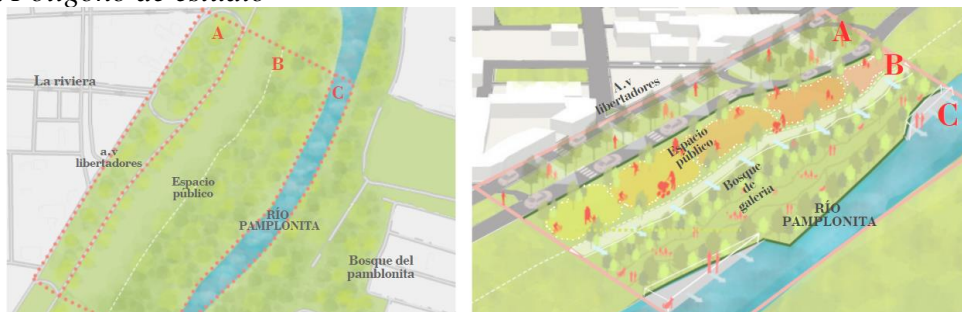 Polígono de estudio
A
B
C
La riviera
a,v
libertadores
Espacio
público
RÍO
PAMPLONITA
Bosque del
pamblonita
A
B
C
A,v
libertadores
Espacio
público
Bosque
de
galeria
RÍO
PAMPLONITA